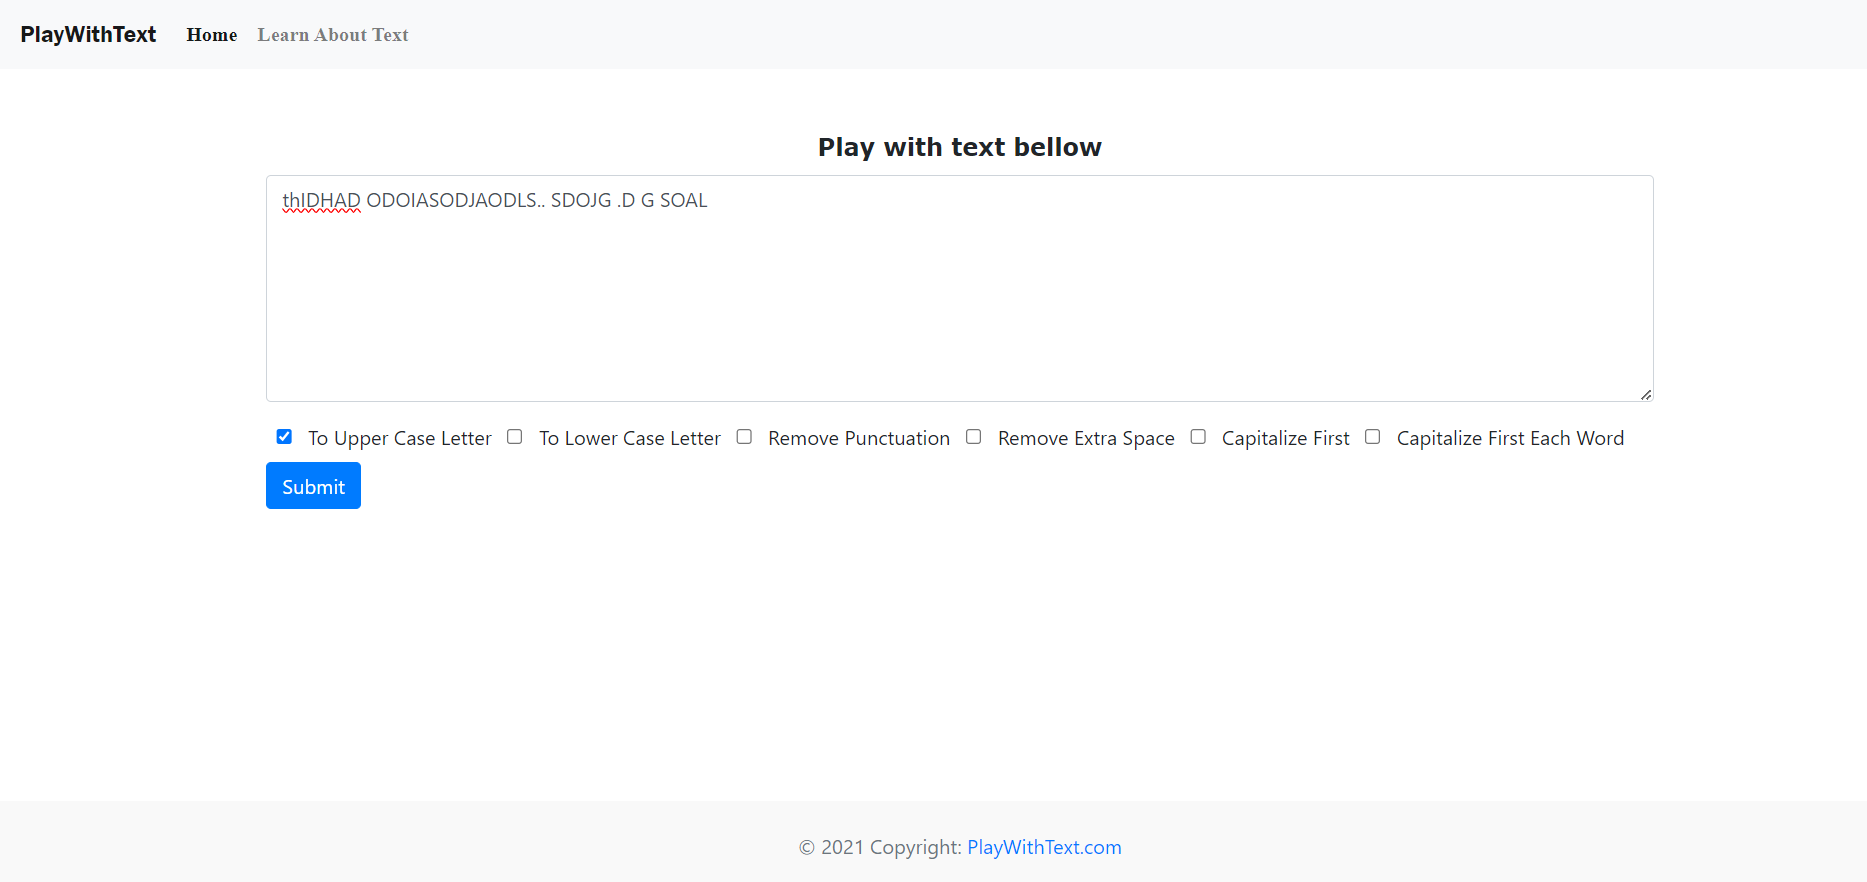 PlayWithText Home Learn About Text
Play with text bellow
thIDHAD ODOIASODJAODLS.. SDOJG .D G SOAL
To Upper Case Letter To Lower Case Letter Remove Punctuation Remove Extra Space Capitalize First Capitalize First Each Word
Submit
© 2021 Copyright: PlayWithText.com